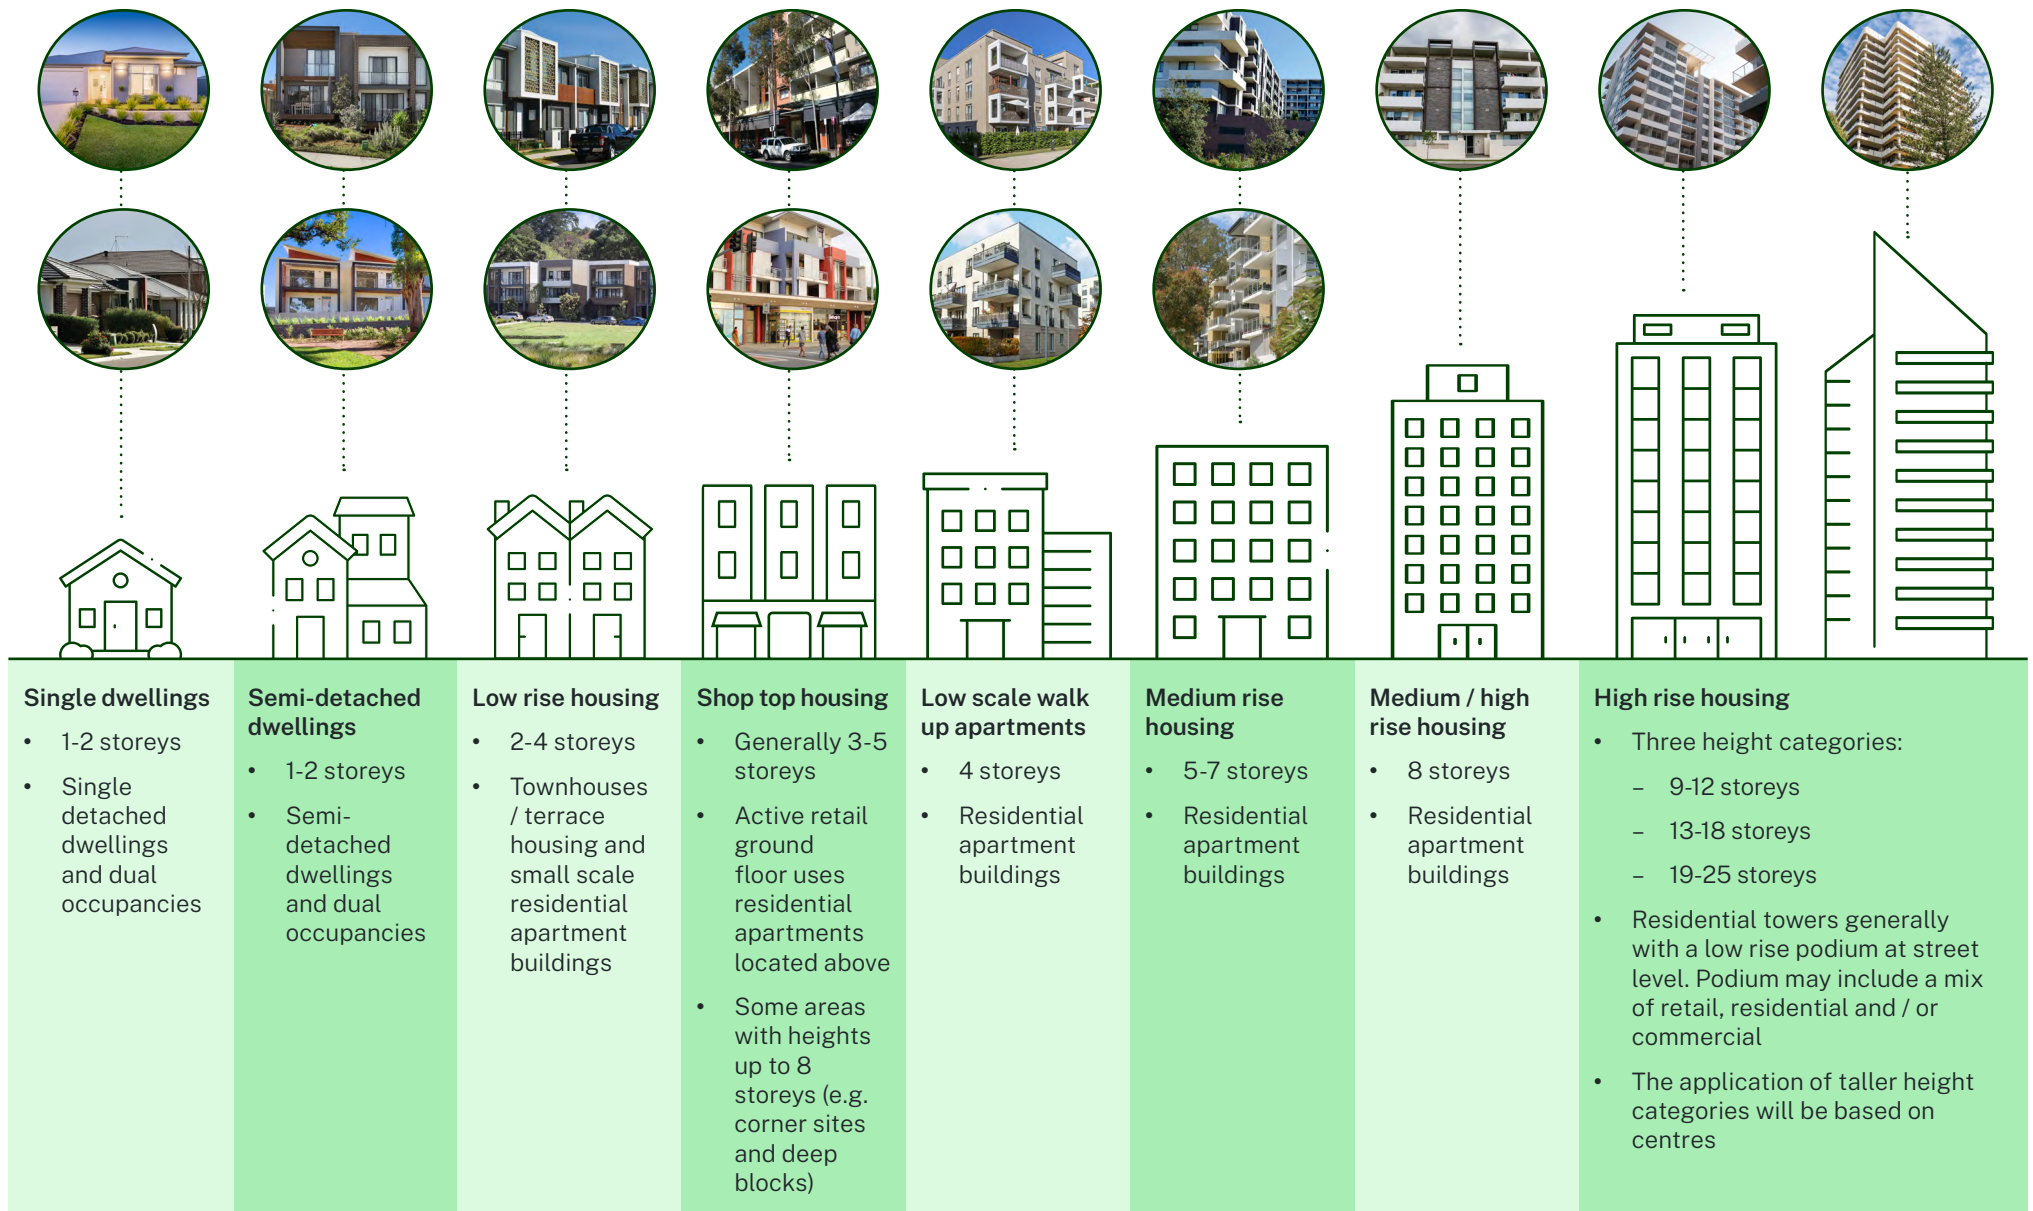 Single dwellings
• 1-2 storeys
• Single
detached
dwellings
and dual
occupancies
Semi-detached
dwellings
• 1-2 storeys
• Semi-
detached
dwellings
and dual
occupancies
Low rise housing
• 2-4 storeys
• Townhouses
/ terrace
housing and
small scale
residential
apartment
buildings
Shop top housing
• Generally 3-5
storeys
• Active retail
ground
floor uses
residential
apartments
located above
• Some areas
with heights
up to 8
storeys (e.g.
corner sites
and deep
blocks)
Low scale walk
up apartments
• 4 storeys
• Residential
apartment
buildings
Medium rise
housing
• 5-7 storeys
• Residential
apartment
buildings
Medium / high
rise housing
• 8 storeys
• Residential
apartment
buildings
High rise housing
• Three height categories:
– 9-12 storeys
– 13-18 storeys
– 19-25 storeys
• Residential towers generally
with a low rise podium at street
level. Podium may include a mix
of retail, residential and / or
commercial
• The application of taller height
categories will be based on
centres